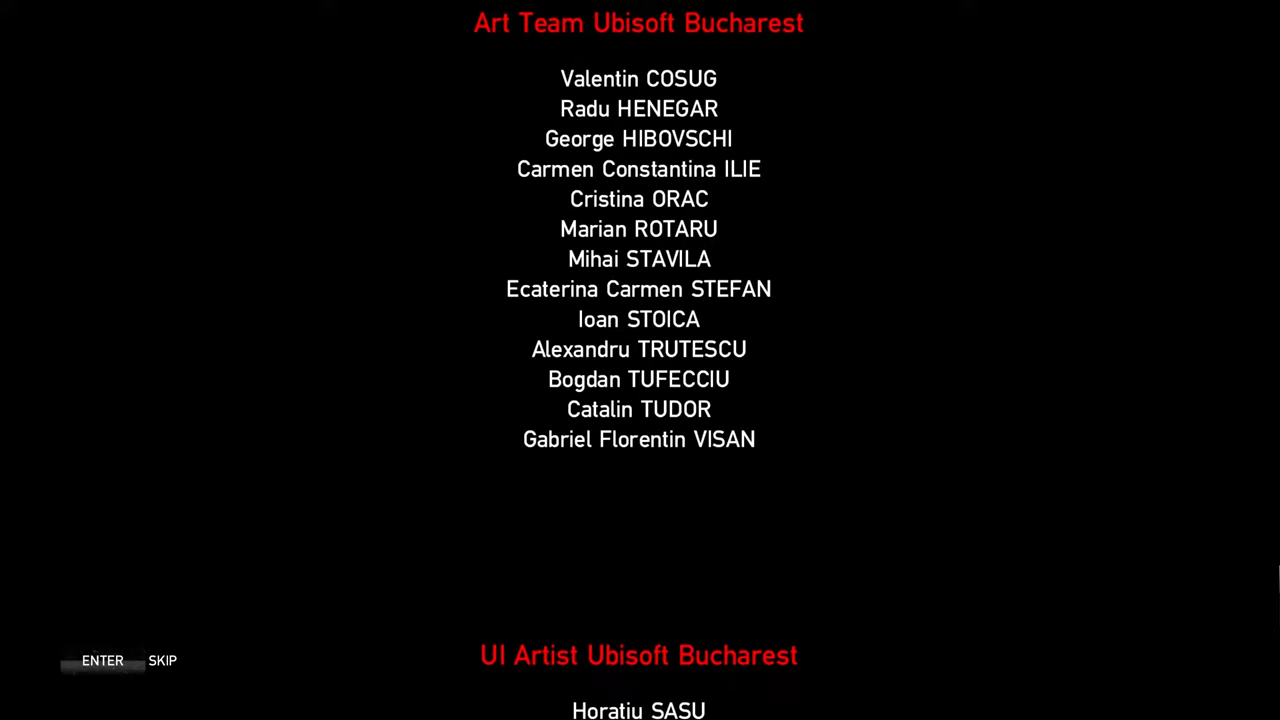 Art Team Ubisoft Bucharest
Valentin COSUG
Radu HENEGAR
George HIBOVSCHI
Carmen Constantina ILIE
Cristina ORAC
Marian ROTARU
Mihai STAVILA
Ecaterina Carmen STEFAN
Ioan STOICA
Alexandru TRUTESCU
Bogdan TUFECCIU
Catalin TUDOR
Gabriel Florentin VISAN
UI Artist Ubisoft Bucharest
ENTER SKIP
Horatiu SASU